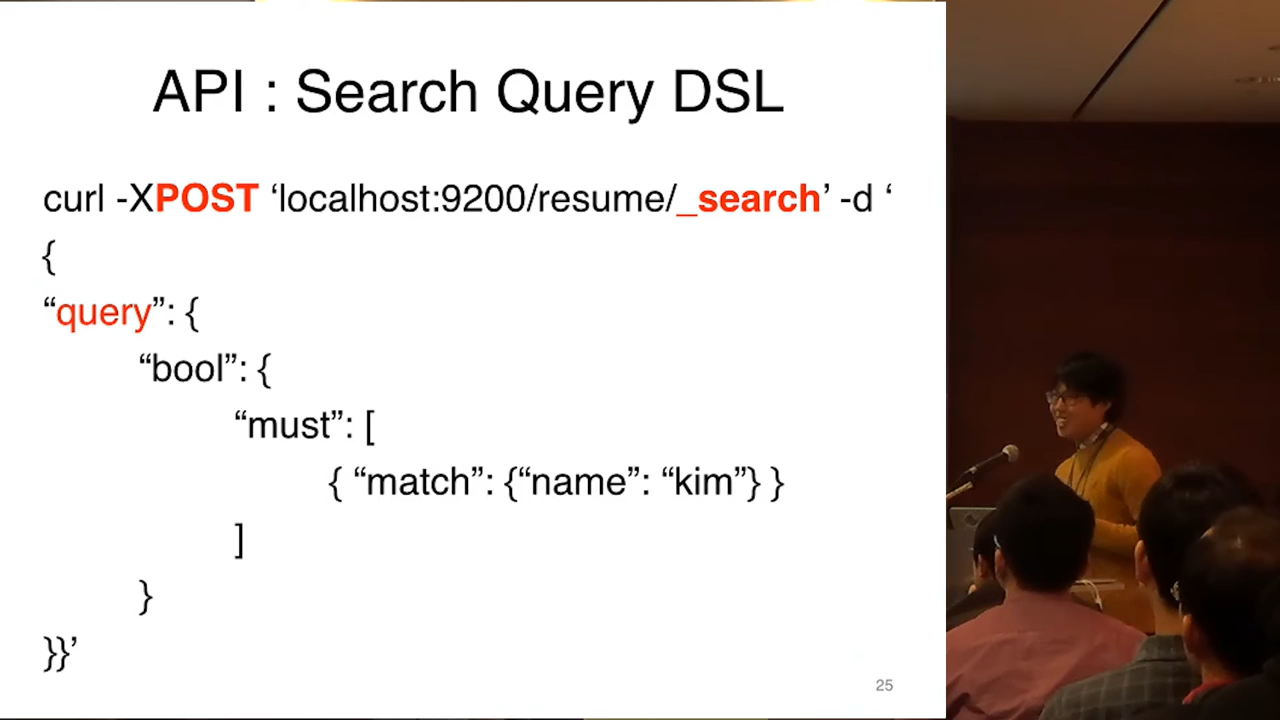 API : Search Query DSL
curl -XPOST ‘localhost:9200/resume/_search’ -d ‘
{
“query”: {
“bool”: {
“must”: [
{ “match”: {“name”: “kim”} }
]
}
}}’
25